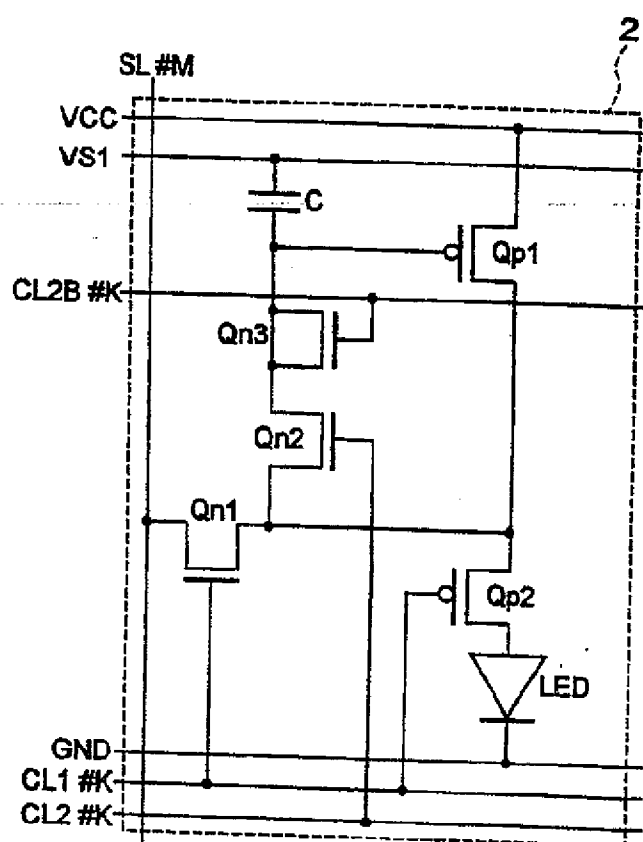 2
SL #M
VCC
VS1
C
Qp1
CL2B #K
Qn3
Qn2
Qn1
Qp2
LED
GND
CL1 #K
CL2 #K